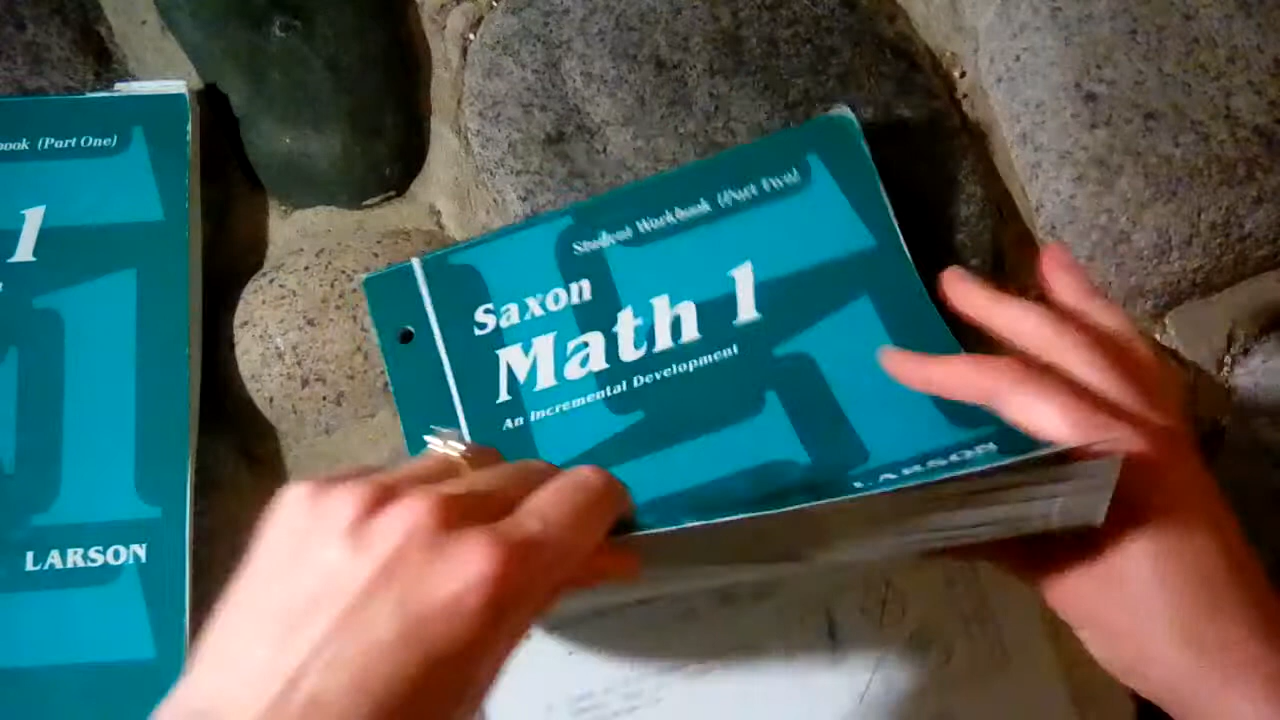 book (Part One)
1
LARSON
Student Workbook (Part Two)
Saxon
Math 1
An Incremental Development
LARSON